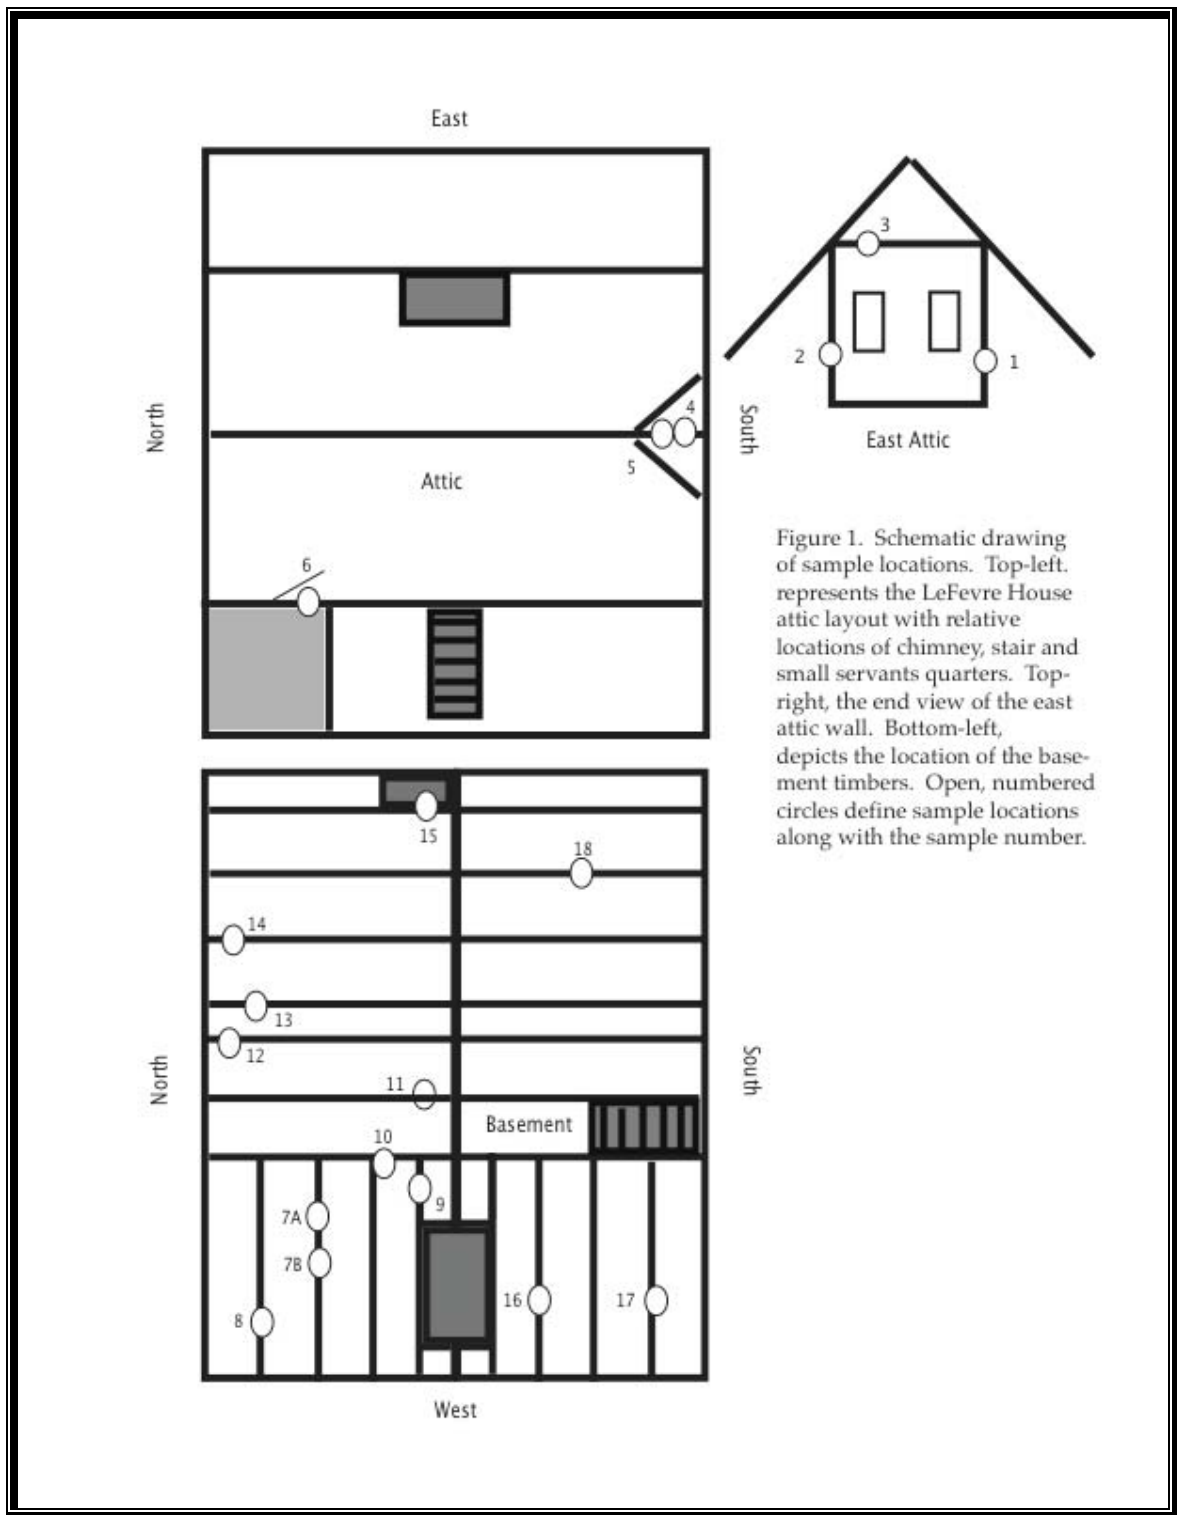 East
3
2
1
North
4
South
5
East Attic
Attic
6
Figure 1.  Schematic drawing
of sample locations.  Top-left.
represents the LeFevre House
attic layout with relative
locations of chimney, stair and
small servants quarters.  Top-
right, the end view of the east
attic wall.  Bottom-left,
depicts the location of the base-
ment timbers.  Open, numbered
circles define sample locations
along with the sample number.
15
18
14
13
12
North
South
11
Basement
10
9
7A
7B
8
16
17
West